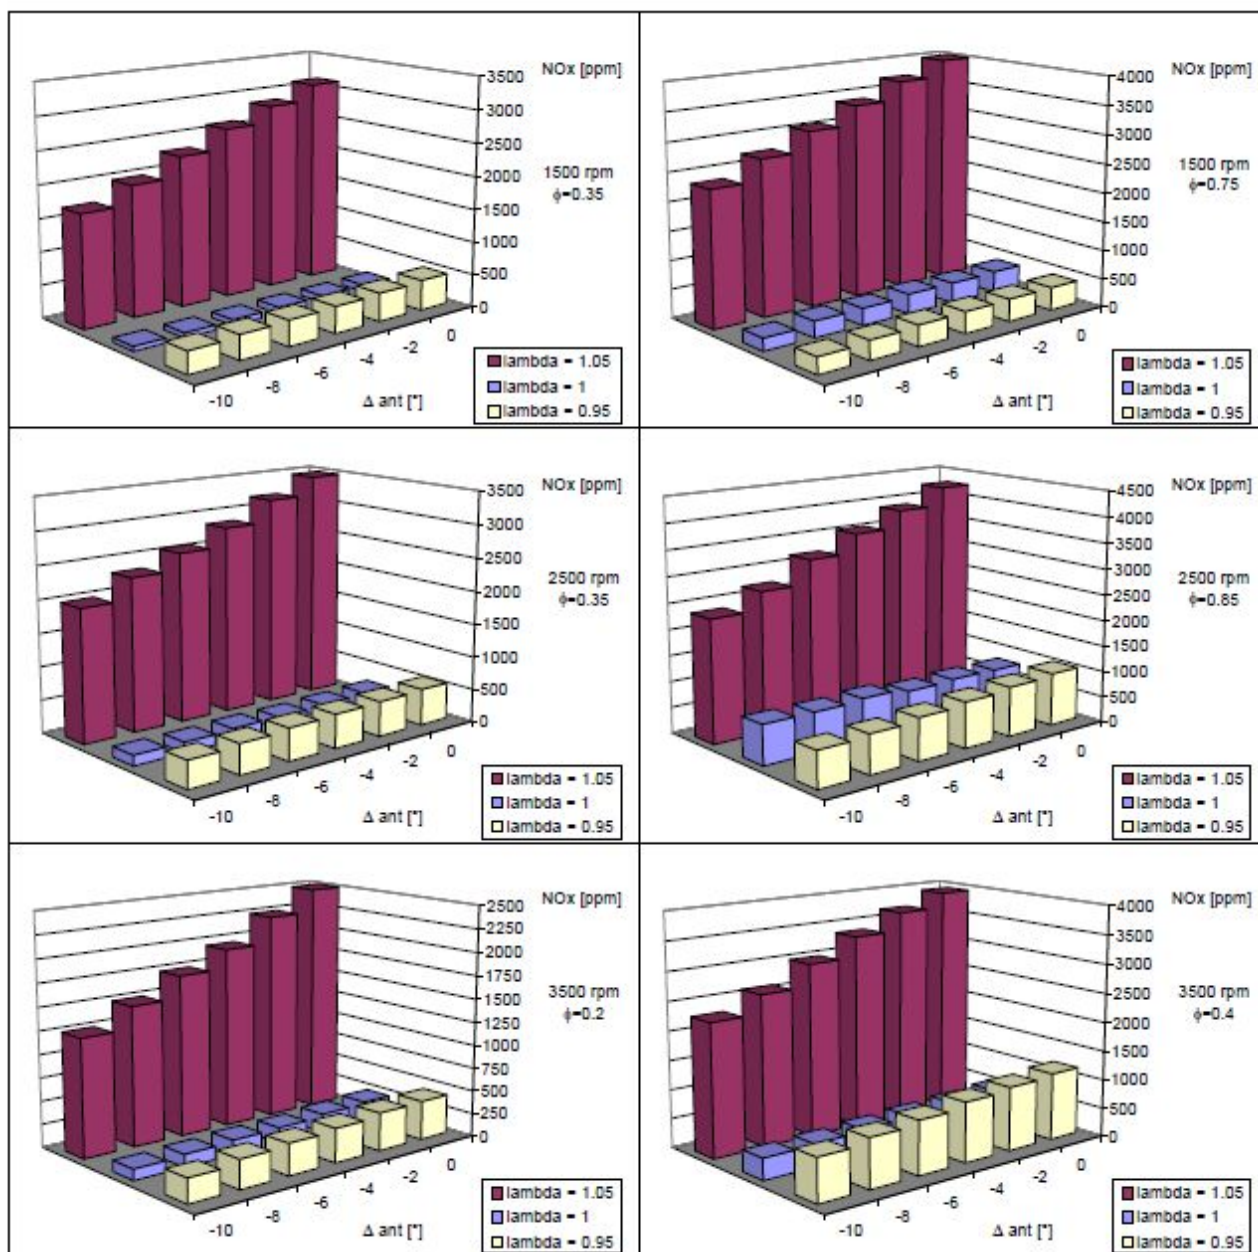 NOx [ppm]
3500
3000
2500
2000
1500
1000
500
0
1500 rpm
ϕ=0.35
0
-2
-4
-6
-8
-10
Δ ant [°]
lambda = 1.05
lambda = 1
lambda = 0.95
NOx [ppm]
4000
3500
3000
2500
2000
1500
1000
500
0
1500 rpm
ϕ=0.75
0
-2
-4
-6
-8
-10
Δ ant [°]
lambda = 1.05
lambda = 1
lambda = 0.95
NOx [ppm]
3500
3000
2500
2000
1500
1000
500
0
2500 rpm
ϕ=0.35
0
-2
-4
-6
-8
-10
Δ ant [°]
lambda = 1.05
lambda = 1
lambda = 0.95
NOx [ppm]
4500
4000
3500
3000
2500
2000
1500
1000
500
0
2500 rpm
ϕ=0.85
0
-2
-4
-6
-8
-10
Δ ant [°]
lambda = 1.05
lambda = 1
lambda = 0.95
NOx [ppm]
2500
2250
2000
1750
1500
1250
1000
750
500
250
0
3500 rpm
ϕ=0.2
0
-2
-4
-6
-8
-10
Δ ant [°]
lambda = 1.05
lambda = 1
lambda = 0.95
NOx [ppm]
4000
3500
3000
2500
2000
1500
1000
500
0
3500 rpm
ϕ=0.4
0
-2
-4
-6
-8
-10
Δ ant [°]
lambda = 1.05
lambda = 1
lambda = 0.95